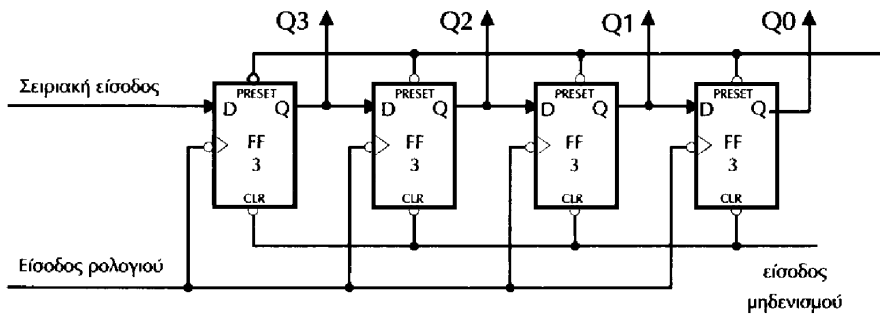 Q3 Q2 Q1 Q0
Σειριακή είσοδος
PRESET PRESET PRESET PRESET
D Q D Q D Q D Q
FF FF FF FF
3 3 3 3
CLR CLR CLR CLR
Είσοδος ρολογιού
είσοδος
μηδενισμού